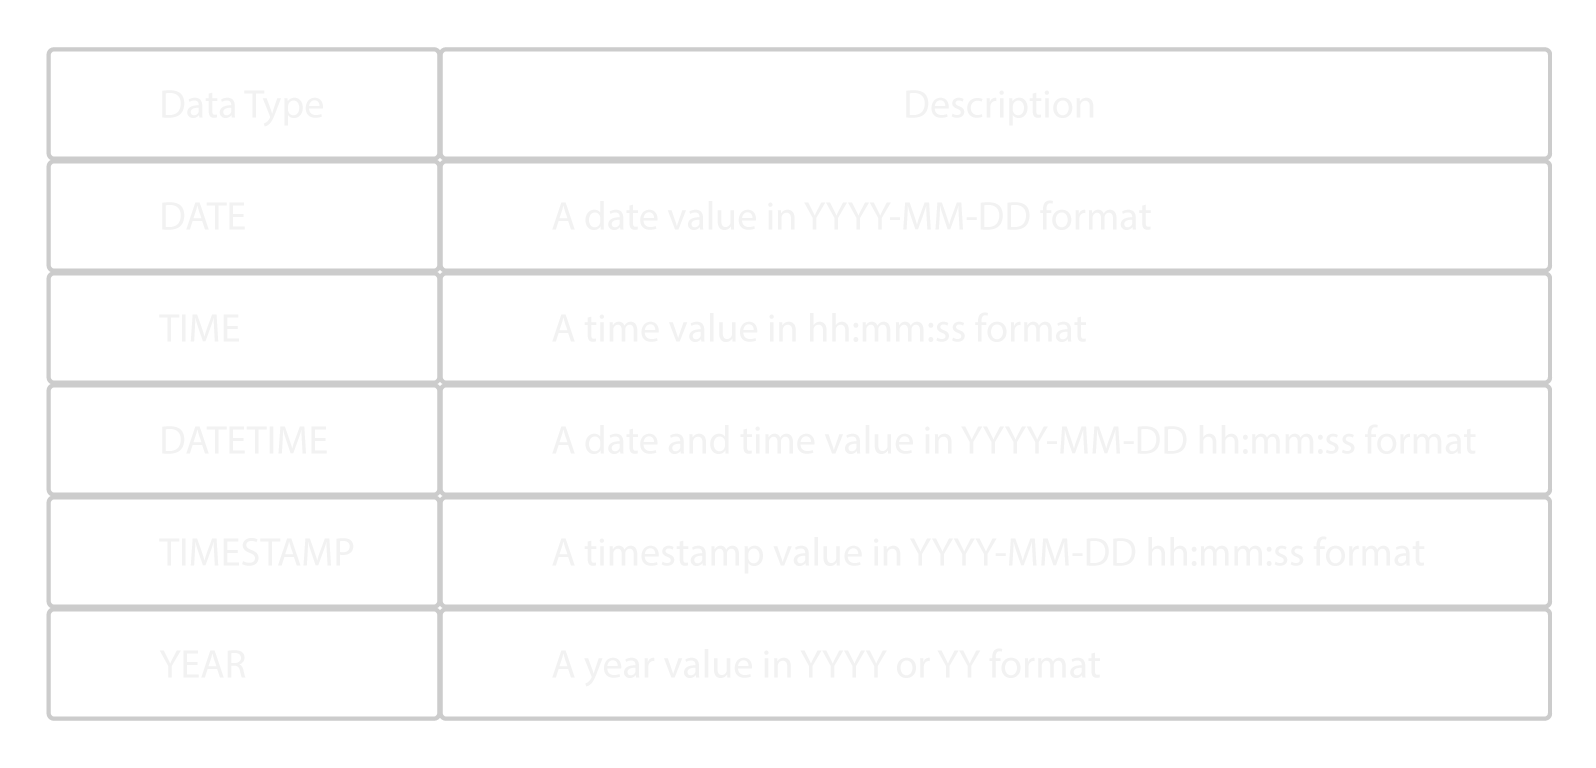 Data Type
Description
DATE
A date value in YYYY-MM-DD format
TIME
A time value in hh:mm:ss format
DATETIME
A date and time value in YYYY-MM-DD hh:mm:ss format
TIMESTAMP
A timestamp value in YYYY-MM-DD hh:mm:ss format
YEAR
A year value in YYYY or YY format